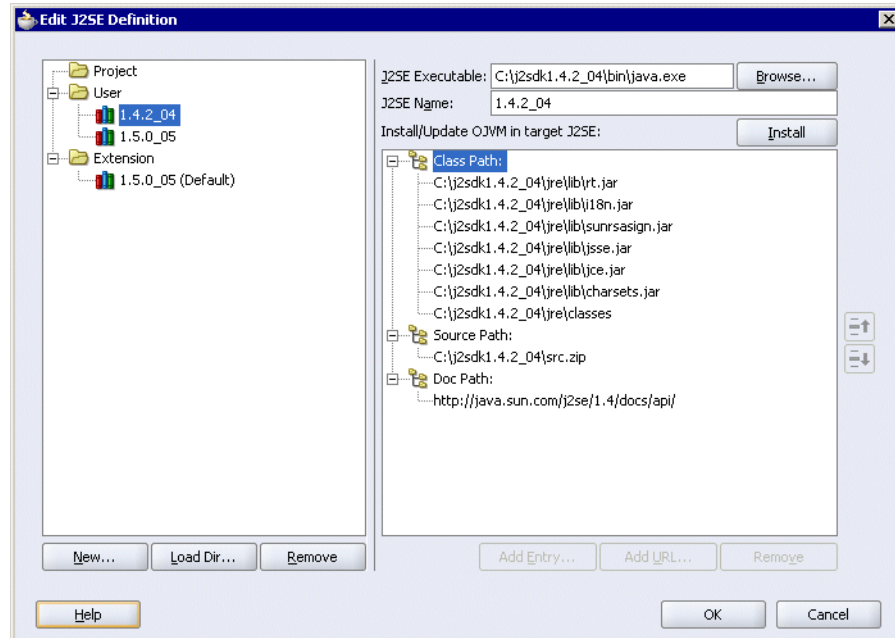 Edit J2SE Definition
Project
User
1.4.2_04
1.5.0_05
Extension
1.5.0_05 (Default)
New...
Load Dir...
Remove
J2SE Executable: C:\j2sdk1.4.2_04\bin\java.exe Browse...
J2SE Name: 1.4.2_04
Install/Update OJVM in target J2SE: Install
Class Path:
C:\j2sdk1.4.2_04\jre\lib\rt.jar
C:\j2sdk1.4.2_04\jre\lib\i18n.jar
C:\j2sdk1.4.2_04\jre\lib\sunrsasign.jar
C:\j2sdk1.4.2_04\jre\lib\jsse.jar
C:\j2sdk1.4.2_04\jre\lib\jce.jar
C:\j2sdk1.4.2_04\jre\lib\charsets.jar
C:\j2sdk1.4.2_04\jre\classes
Source Path:
C:\j2sdk1.4.2_04\src.zip
Doc Path:
http://java.sun.com/j2se/1.4/docs/api/
Add Entry...
Add URL...
Remove
Help
OK
Cancel